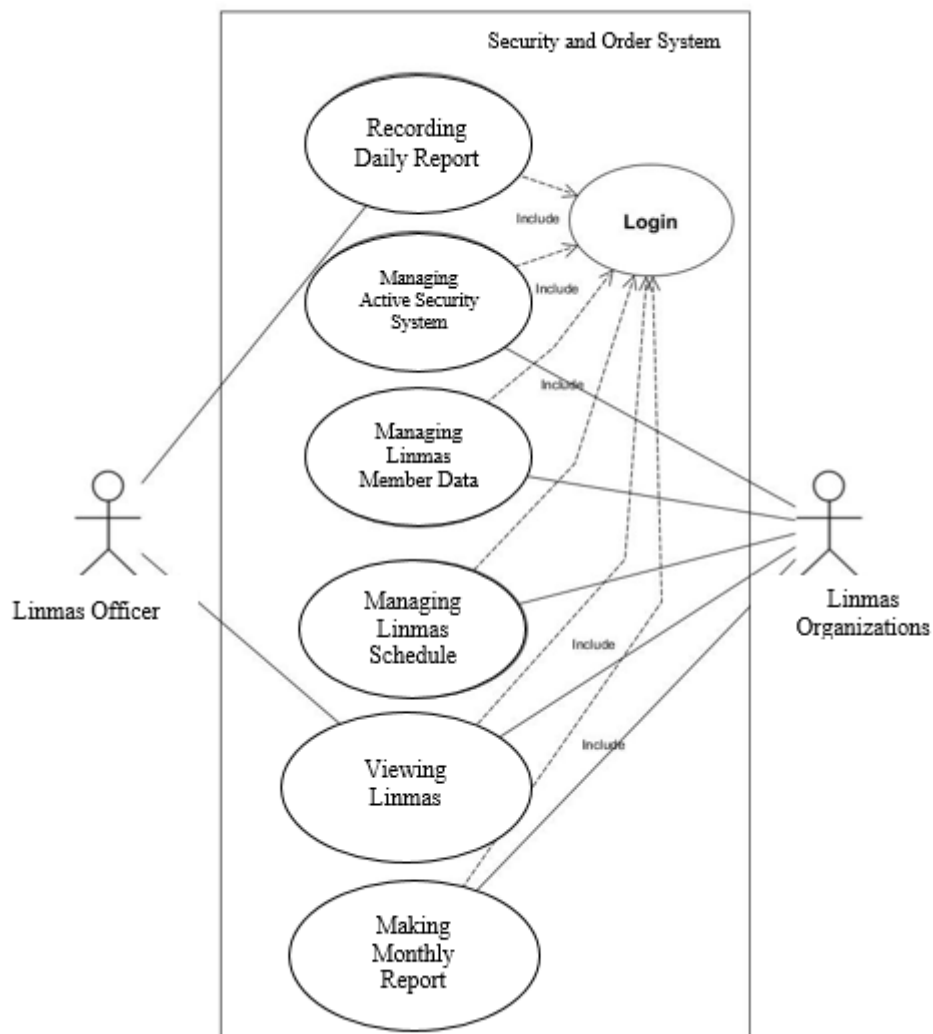 Security and Order System
Recording
Daily Report
Include
Login
Managing
Active Security
System
Include
Include
Managing
Linmas
Member Data
Linmas Officer
Linmas
Organizations
Managing
Linmas
Schedule
Include
Viewing
Linmas
Include
Making
Monthly
Report